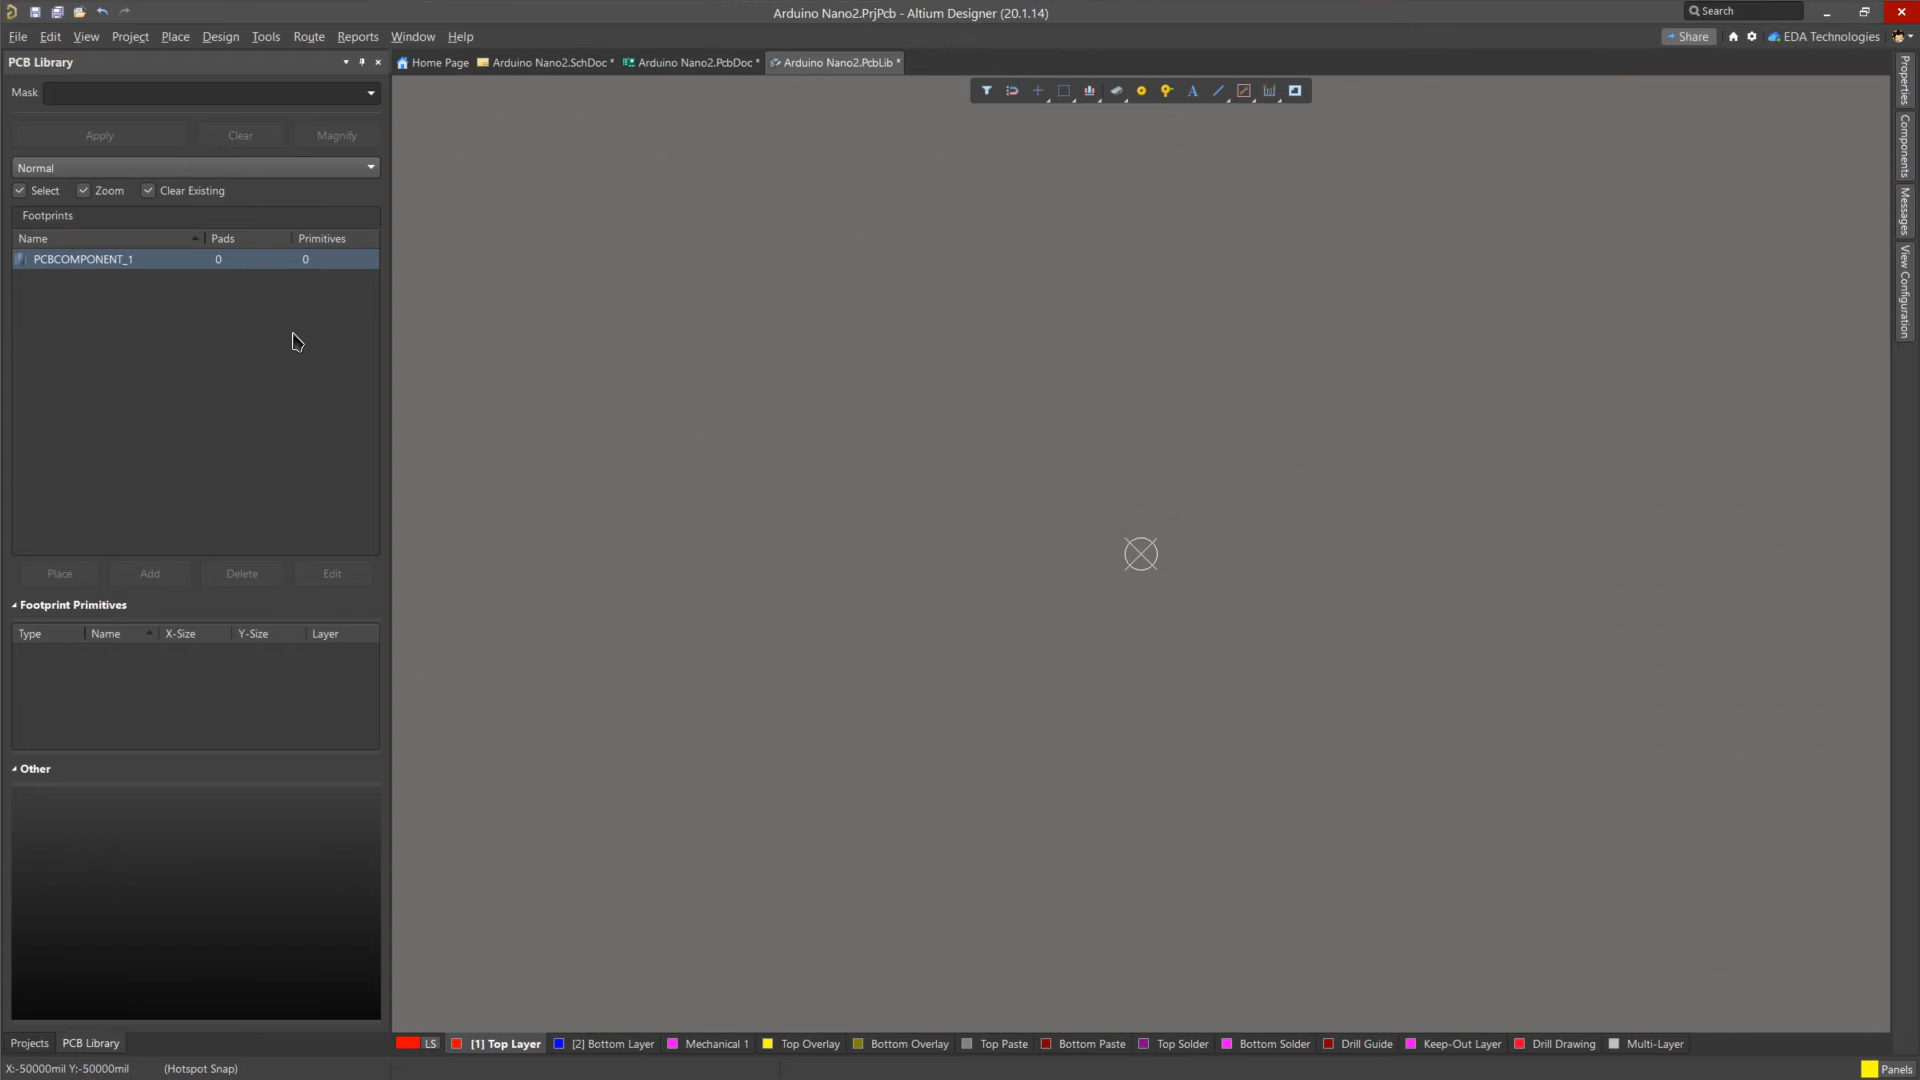 Arduino Nano2.PrjPcb - Altium Designer (20.1.14)
Search
File Edit View Project Place Design Tools Route Reports Window Help
Share
EDA Technologies
PCB Library
Home Page
Arduino Nano2.SchDoc *
Arduino Nano2.PcbDoc *
Arduino Nano2.PcbLib *
Mask
Apply Clear Magnify
Normal
Select Zoom Clear Existing
Footprints
Name Pads Primitives
PCBCOMPONENT_1 0 0
Place Add Delete Edit
Footprint Primitives
Type Name X-Size Y-Size Layer
Other
Properties
Components
Messages
View Configuration
Projects PCB Library
LS [1] Top Layer [2] Bottom Layer Mechanical 1 Top Overlay Bottom Overlay Top Paste Bottom Paste Top Solder Bottom Solder Drill Guide Keep-Out Layer Drill Drawing Multi-Layer
X:-50000mil Y:-50000mil (Hotspot Snap)
Panels